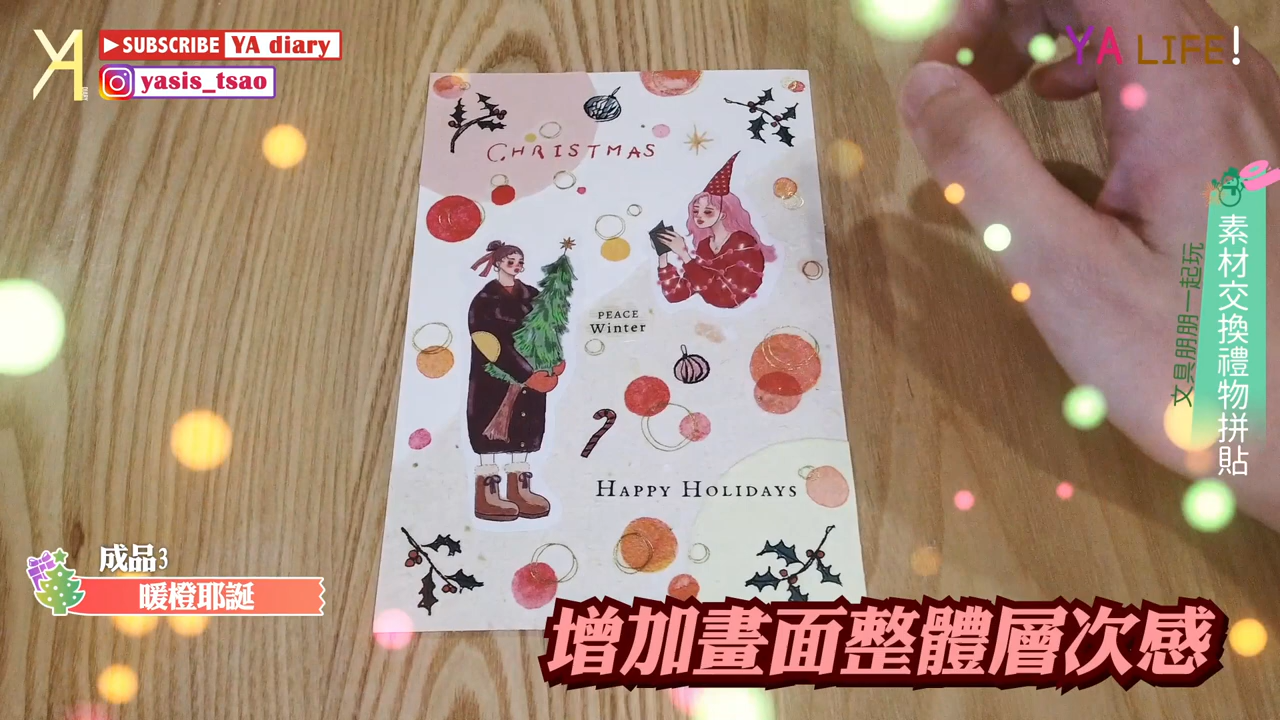 YA
DIARY
SUBSCRIBE YA diary
yasis_tsao
YA LIFE!
CHRISTMAS
PEACE
Winter
HAPPY HOLIDAYS
素材交換禮物拼貼
文具朋朋一起玩
成品3
暖橙耶誕
增加畫面整體層次感